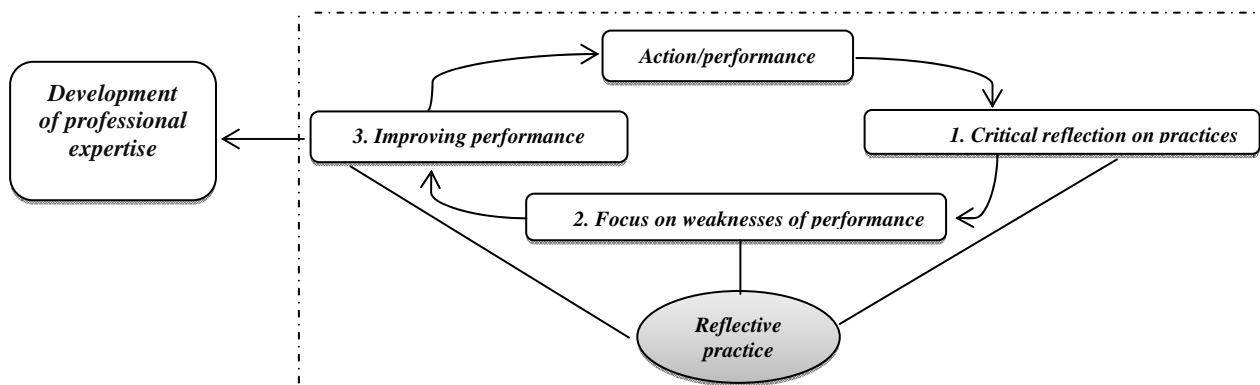 Action/performance
Development
of professional
expertise
3. Improving performance
1. Critical reflection on practices
2. Focus on weaknesses of performance
Reflective
practice